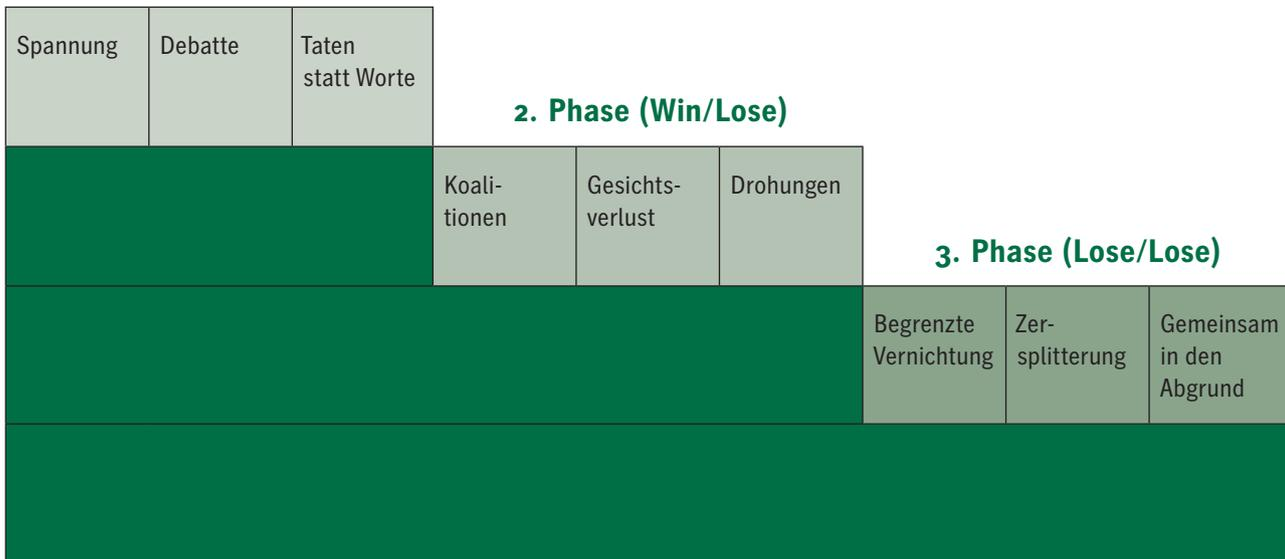 Spannung
Debatte
Taten
statt Worte
2. Phase (Win/Lose)
Koali-
tionen
Gesichts-
verlust
Drohungen
3. Phase (Lose/Lose)
Begrenzte
Vernichtung
Zer-
splitterung
Gemeinsam
in den
Abgrund